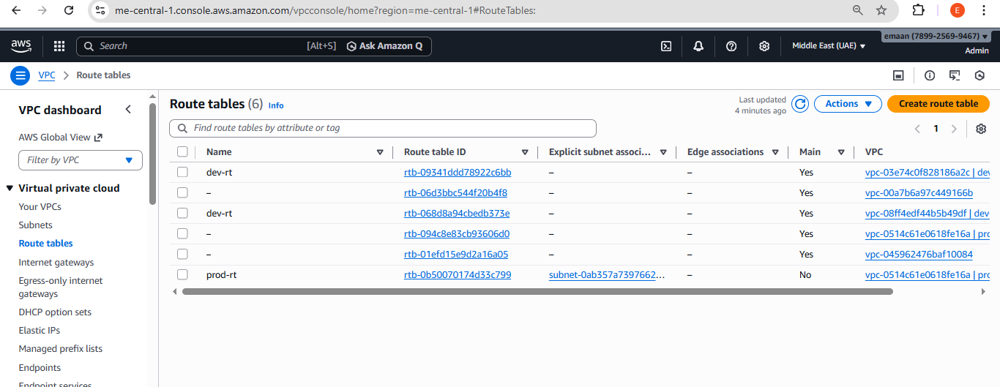 me-central-1.console.aws.amazon.com/vpcconsole/home?region=me-central-1#RouteTables:
E
aws
Search [Alt+S] Ask Amazon Q
Middle East (UAE)
emaan (7899-2569-9467)
Admin
VPC > Route tables
VPC dashboard
AWS Global View
Filter by VPC
Virtual private cloud
Your VPCs
Subnets
Route tables
Internet gateways
Egress-only internet
gateways
DHCP option sets
Elastic IPs
Managed prefix lists
Endpoints
Endpoint services
Route tables (6) Info
Last updated
4 minutes ago
Actions
Create route table
Find route tables by attribute or tag
1
Name Route table ID Explicit subnet associ... Edge associations Main VPC
dev-rt rtb-09341ddd78922c6bb – – Yes vpc-03e74c0f828186a2c | dev
– rtb-06d3bbc544f20b4f8 – – Yes vpc-00a7b6a97c449166b
dev-rt rtb-068d8a94cbedb373e – – Yes vpc-08ff4edf44b5b49df | dev
– rtb-094c8e83cb93606d0 – – Yes vpc-0514c61e0618fe16a | pro
– rtb-01efd15e9d2a16a05 – – Yes vpc-045962476baf10084
prod-rt rtb-0b50070174d33c799 subnet-0ab357a7397662... – No vpc-0514c61e0618fe16a | pro